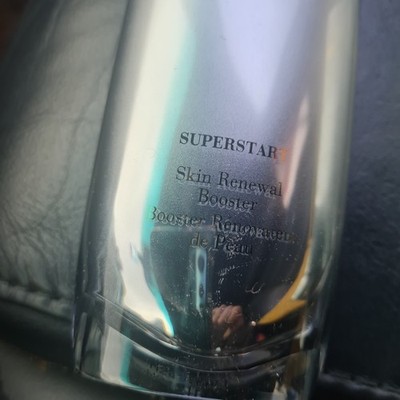 SUPERSTAR
Skin Renewal
Booster
Booster Rénovateur
de Peau